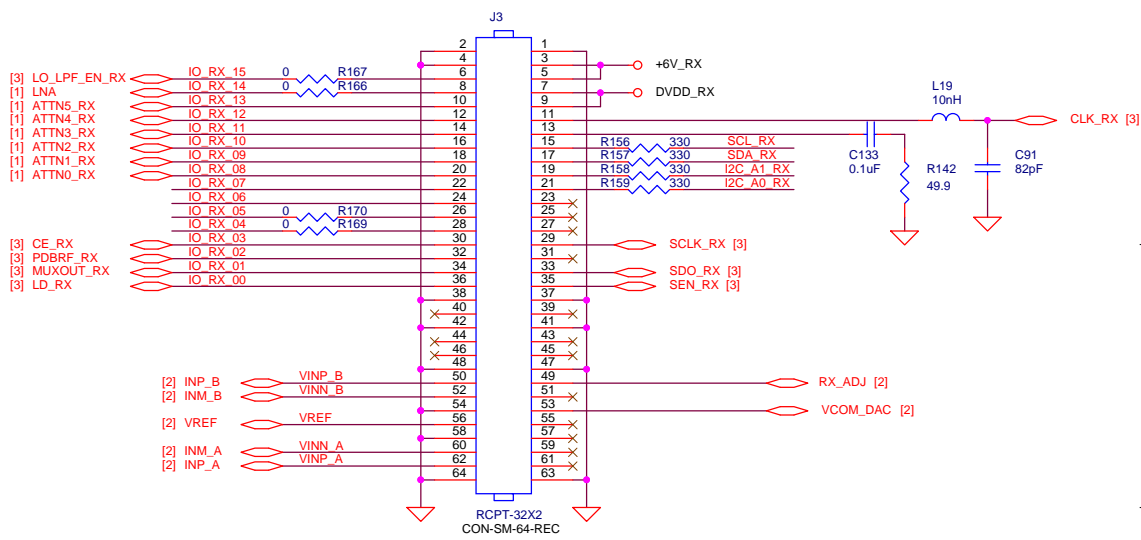 J3
2 1
4 3 +6V_RX
[3] LO_LPF_EN_RX IO_RX_15 0 R167 6 5
[1] LNA IO_RX_14 0 R166 8 7 DVDD_RX
[1] ATTN5_RX IO_RX_13 10 9
[1] ATTN4_RX IO_RX_12 12 11 L19 10nH CLK_RX [3]
[1] ATTN3_RX IO_RX_11 14 13
[1] ATTN2_RX IO_RX_10 16 15 R156 330 SCL_RX
[1] ATTN1_RX IO_RX_09 18 17 R157 330 SDA_RX
[1] ATTN0_RX IO_RX_08 20 19 R158 330 I2C_A1_RX
IO_RX_07 22 21 R159 330 I2C_A0_RX
C133
0.1uF
R142
49.9
C91
82pF
IO_RX_06 24 23
IO_RX_05 0 R170 26 25
IO_RX_04 0 R169 28 27
[3] CE_RX IO_RX_03 30 29 SCLK_RX [3]
[3] PDBRF_RX IO_RX_02 32 31
[3] MUXOUT_RX IO_RX_01 34 33 SDO_RX [3]
[3] LD_RX IO_RX_00 36 35 SEN_RX [3]
38 37
40 39
42 41
44 43
46 45
48 47
[2] INP_B VINP_B 50 49 RX_ADJ [2]
[2] INM_B VINN_B 52 51
54 53 VCOM_DAC [2]
[2] VREF VREF 56 55
58 57
[2] INM_A VINN_A 60 59
[2] INP_A VINP_A 62 61
64 63
RCPT-32X2
CON-SM-64-REC